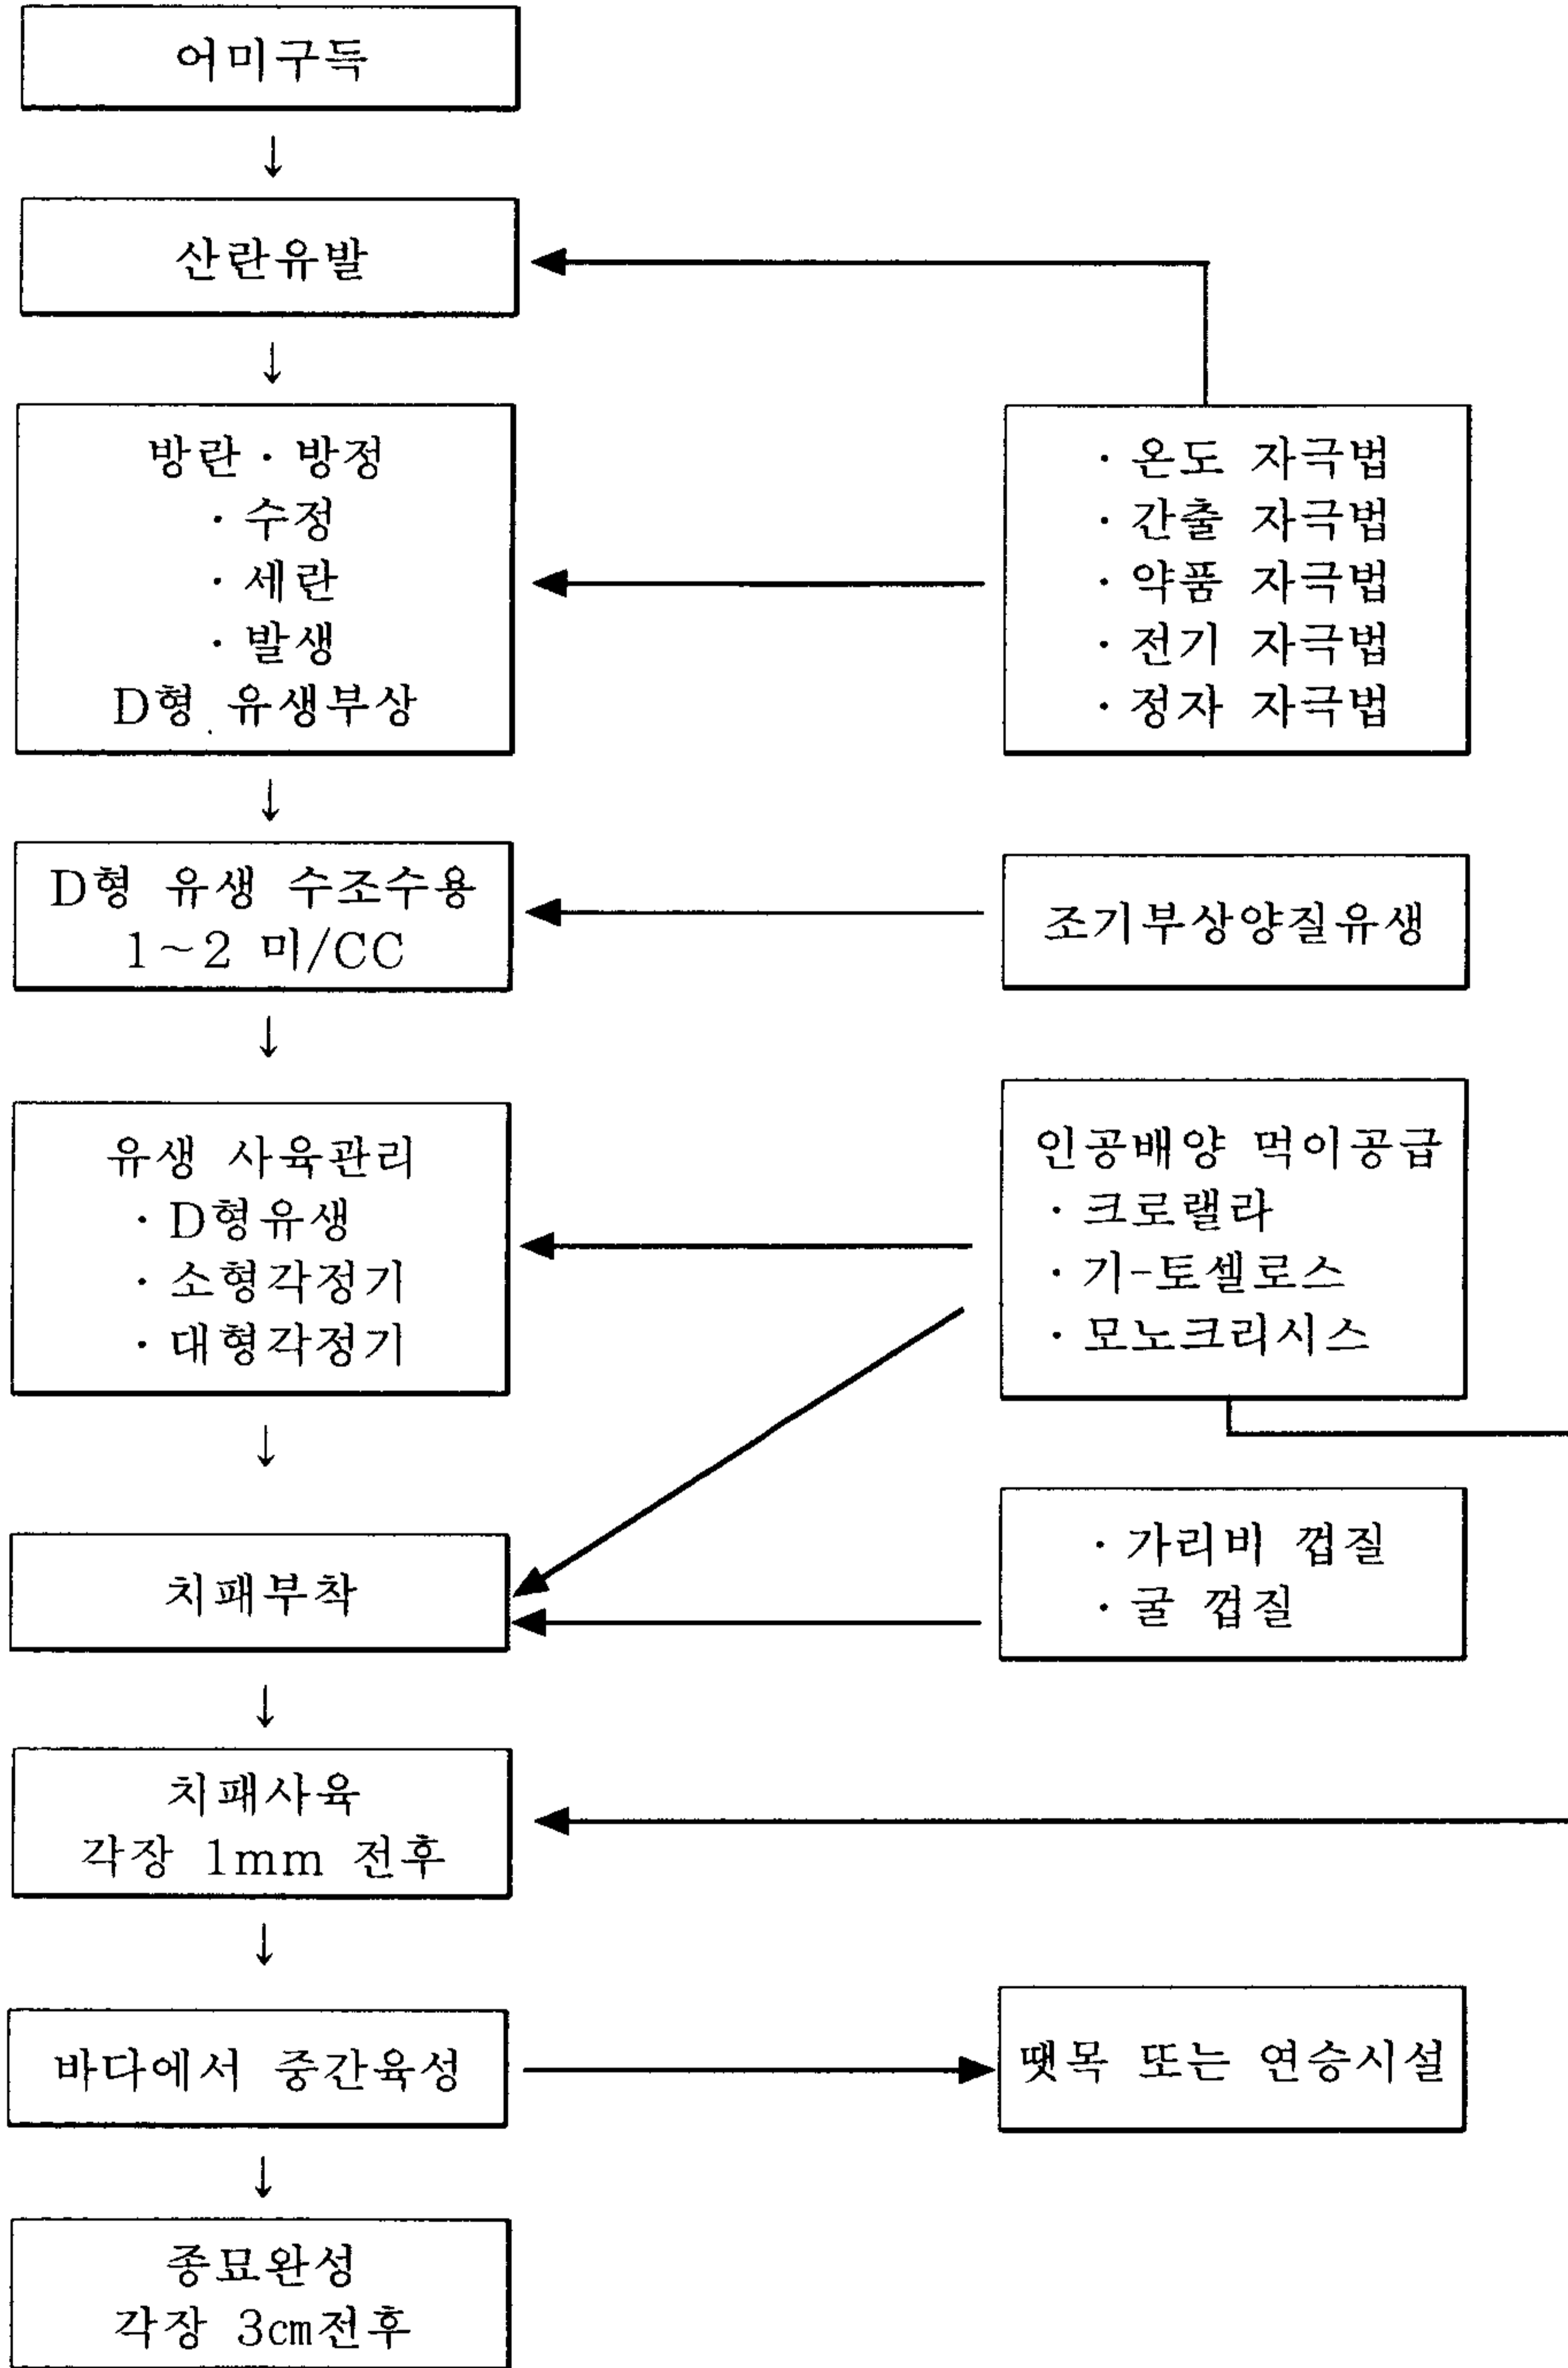 어미구득
↓
산란유발
↓
방란·방정
·수정
·세란
·발생
D형 유생부상
·온도 자극법
·간출 자극법
·약품 자극법
·전기 자극법
·정자 자극법
↓
D형 유생 수조수용
1~2 미/CC
조기부상양질유생
↓
유생 사육관리
·D형유생
·소형각정기
·대형각정기
인공배양 먹이공급
·크로랠라
·기-토셀로스
·모노크리시스
↓
치패부착
·가리비 껍질
·굴 껍질
↓
치패사육
각장 1mm 전후
↓
바다에서 중간육성
뗏목 또는 연승시설
↓
종묘완성
각장 3cm전후